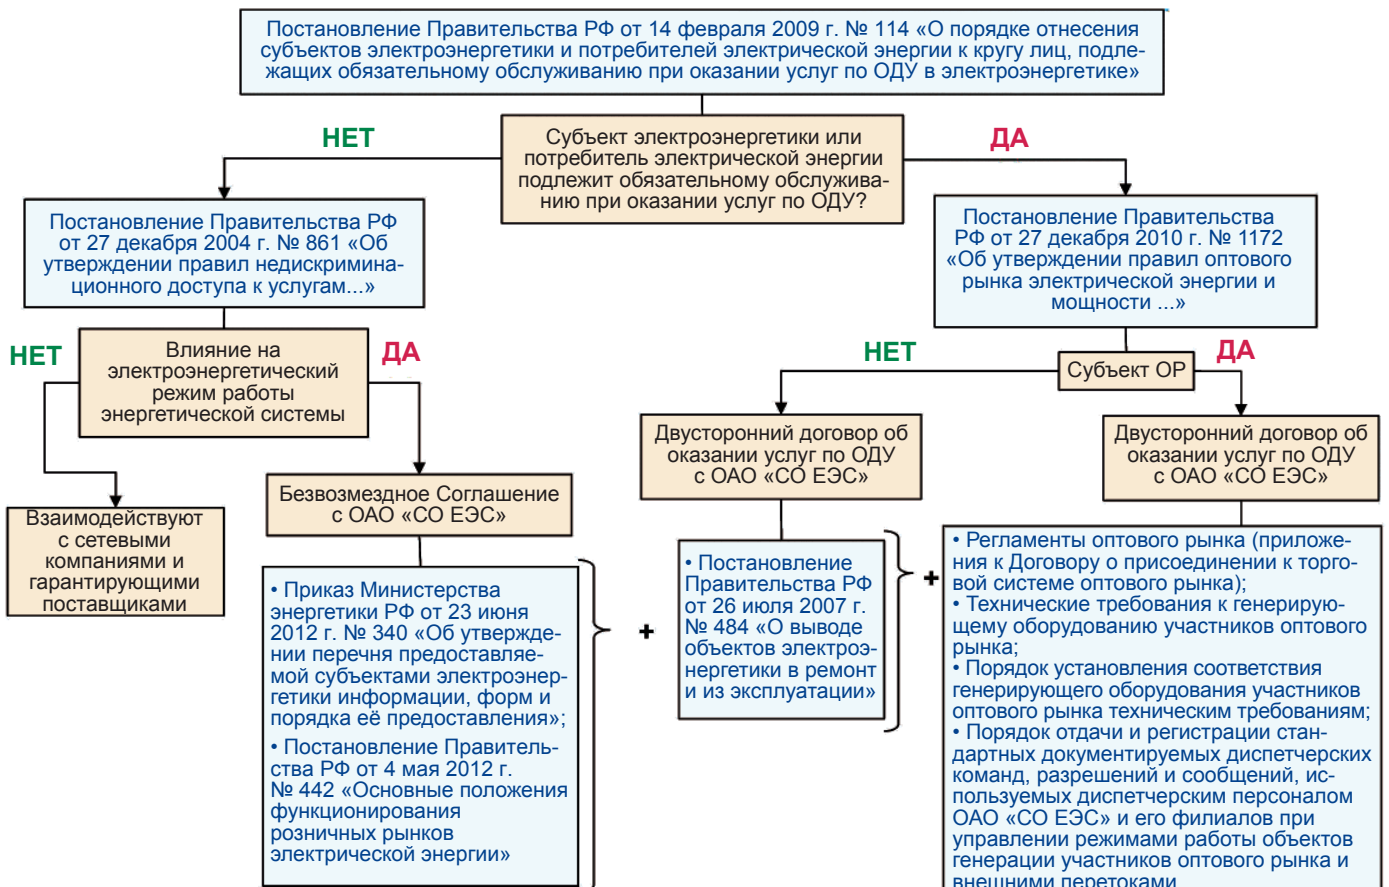 Постановление Правительства РФ от 14 февраля 2009 г. № 114 «О порядке отнесения
субъектов электроэнергетики и потребителей электрической энергии к кругу лиц, подле-
жащих обязательному обслуживанию при оказании услуг по ОДУ в электроэнергетике»
НЕТ
Субъект электроэнергетики или
потребитель электрической энергии
подлежит обязательному обслужива-
нию при оказании услуг по ОДУ?
ДА
Постановление Правительства РФ
от 27 декабря 2004 г. № 861 «Об
утверждении правил недискримина-
ционного доступа к услугам...»
Постановление Правительства
РФ от 27 декабря 2010 г. № 1172
«Об утверждении правил оптового
рынка электрической энергии и
мощности ...»
НЕТ
Влияние на
электроэнергетический
режим работы
энергетической системы
ДА
НЕТ
Субъект ОР
ДА
Взаимодействуют
с сетевыми
компаниями и
гарантирующими
поставщиками
Безвозмездное Соглашение
с ОАО «СО ЕЭС»
Двусторонний договор об
оказании услуг по ОДУ
с ОАО «СО ЕЭС»
Двусторонний договор об
оказании услуг по ОДУ
с ОАО «СО ЕЭС»
• Приказ Министерства
энергетики РФ от 23 июня
2012 г. № 340 «Об утвержде-
нии перечня предоставляе-
мой субъектами электроэнер-
гетики информации, форм и
порядка её предоставления»;
• Постановление Правитель-
ства РФ от 4 мая 2012 г.
№ 442 «Основные положения
функционирования
розничных рынков
электрической энергии»
+
• Постановление
Правительства РФ
от 26 июля 2007 г.
№ 484 «О выводе
объектов электроэ-
нергетики в ремонт
и из эксплуатации»
+
• Регламенты оптового рынка (приложе-
ния к Договору о присоединении к торго-
вой системе оптового рынка);
• Технические требования к генерирую-
щему оборудованию участников оптового
рынка;
• Порядок установления соответствия
генерирующего оборудования участников
оптового рынка техническим требованиям;
• Порядок отдачи и регистрации стан-
дартных документируемых диспетчерских
команд, разрешений и сообщений, ис-
пользуемых диспетчерским персоналом
ОАО «СО ЕЭС» и его филиалов при
управлении режимами работы объектов
генерации участников оптового рынка и
внешними перетоками